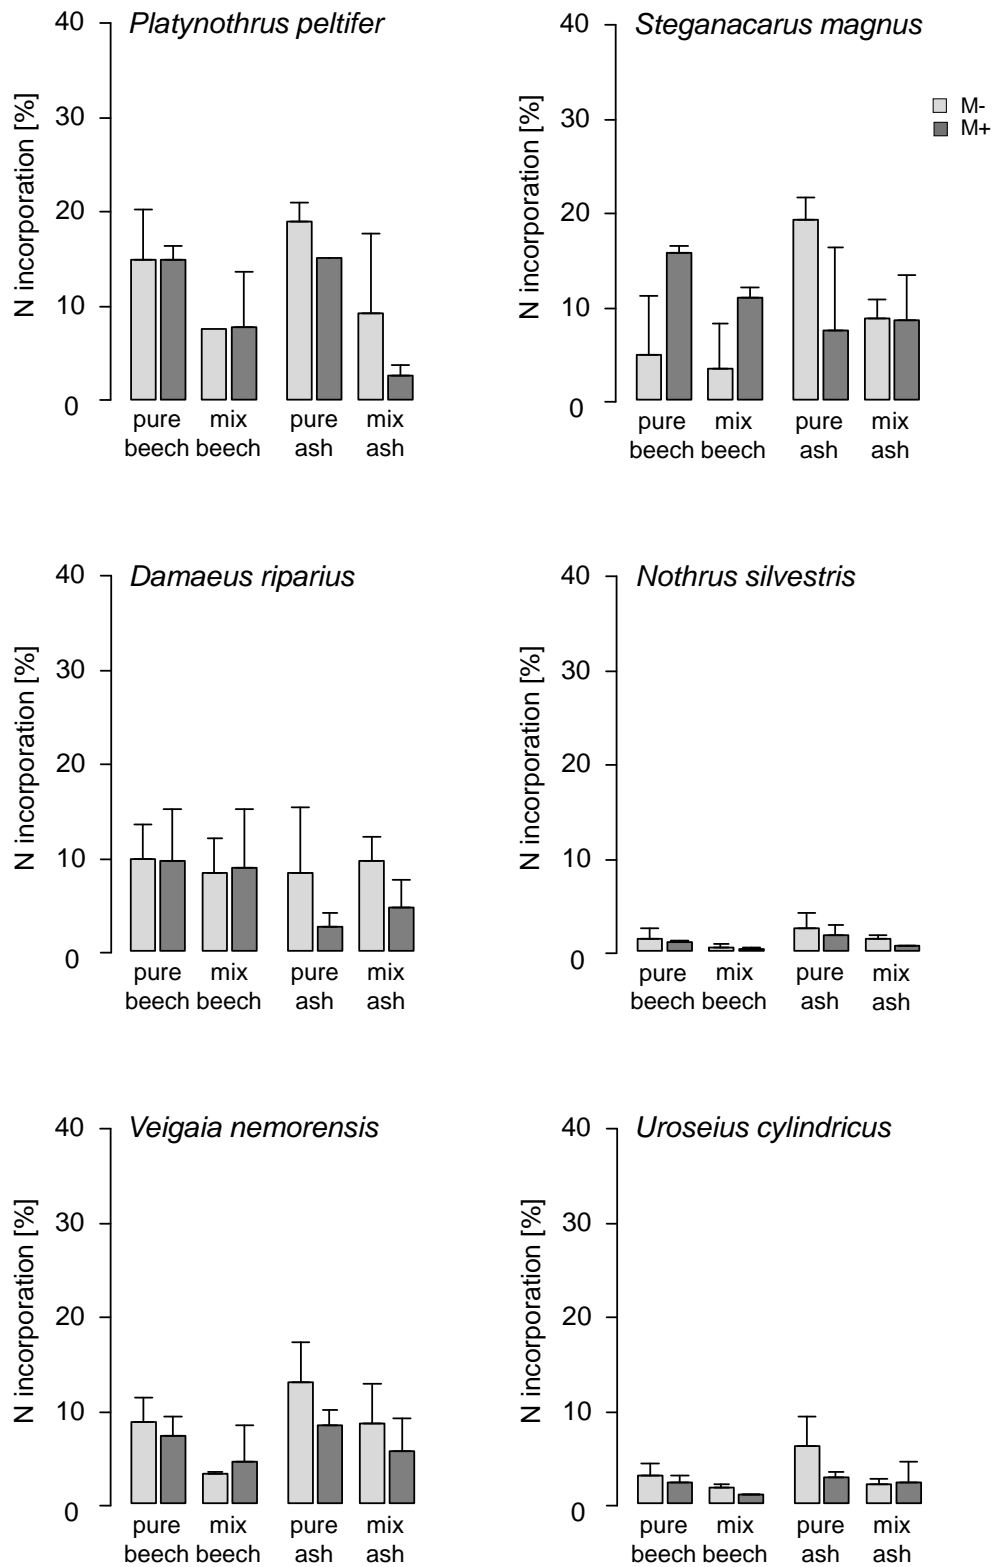 Platynothrus peltifer
N incorporation [%]
40
30
20
10
0
pure beech
mix beech
pure ash
mix ash
Steganacarus magnus
M-
M+
N incorporation [%]
40
30
20
10
0
pure beech
mix beech
pure ash
mix ash
Damaeus riparius
N incorporation [%]
40
30
20
10
0
pure beech
mix beech
pure ash
mix ash
Nothrus silvestris
N incorporation [%]
40
30
20
10
0
pure beech
mix beech
pure ash
mix ash
Veigaia nemorensis
N incorporation [%]
40
30
20
10
0
pure beech
mix beech
pure ash
mix ash
Uroseius cylindricus
N incorporation [%]
40
30
20
10
0
pure beech
mix beech
pure ash
mix ash